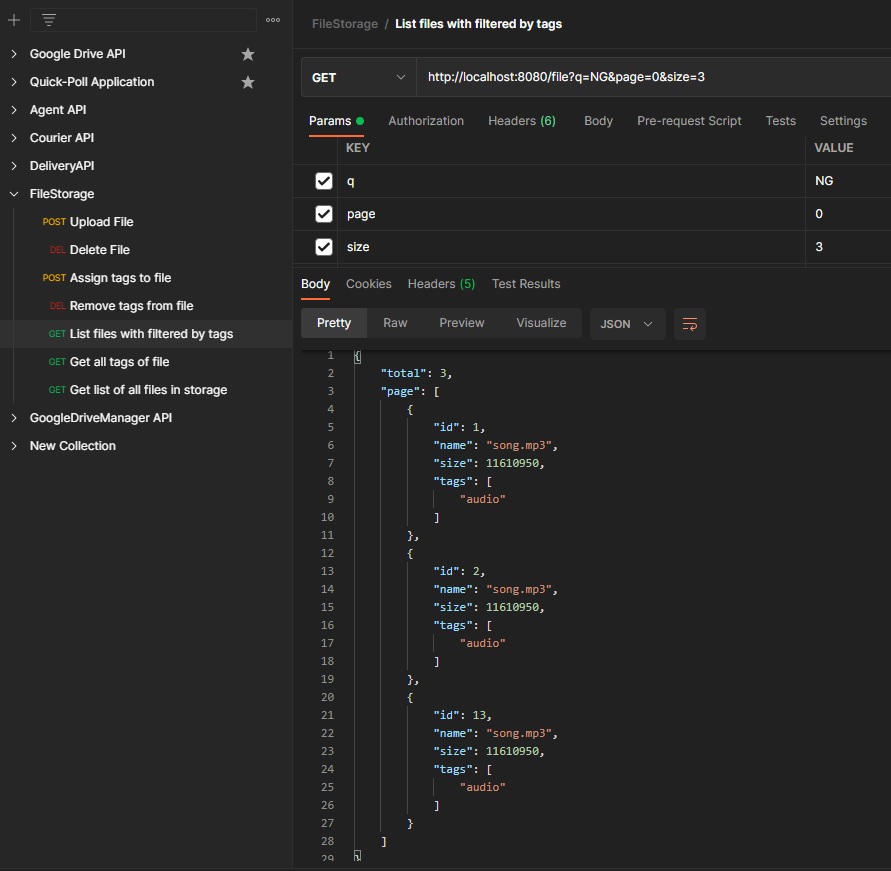 Google Drive API
Quick-Poll Application
Agent API
Courier API
DeliveryAPI
FileStorage
POST Upload File
DEL Delete File
POST Assign tags to file
DEL Remove tags from file
GET List files with filtered by tags
GET Get all tags of file
GET Get list of all files in storage
GoogleDriveManager API
New Collection
FileStorage / List files with filtered by tags
GET http://localhost:8080/file?q=NG&page=0&size=3
Params Authorization Headers (6) Body Pre-request Script Tests Settings
KEY VALUE
q NG
page 0
size 3
Body Cookies Headers (5) Test Results
Pretty Raw Preview Visualize JSON
1 {
2 "total": 3,
3 "page": [
4 {
5 "id": 1,
6 "name": "song.mp3",
7 "size": 11610950,
8 "tags": [
9 "audio"
10 ]
11 },
12 {
13 "id": 2,
14 "name": "song.mp3",
15 "size": 11610950,
16 "tags": [
17 "audio"
18 ]
19 },
20 {
21 "id": 13,
22 "name": "song.mp3",
23 "size": 11610950,
24 "tags": [
25 "audio"
26 ]
27 }
28 ]
29 }